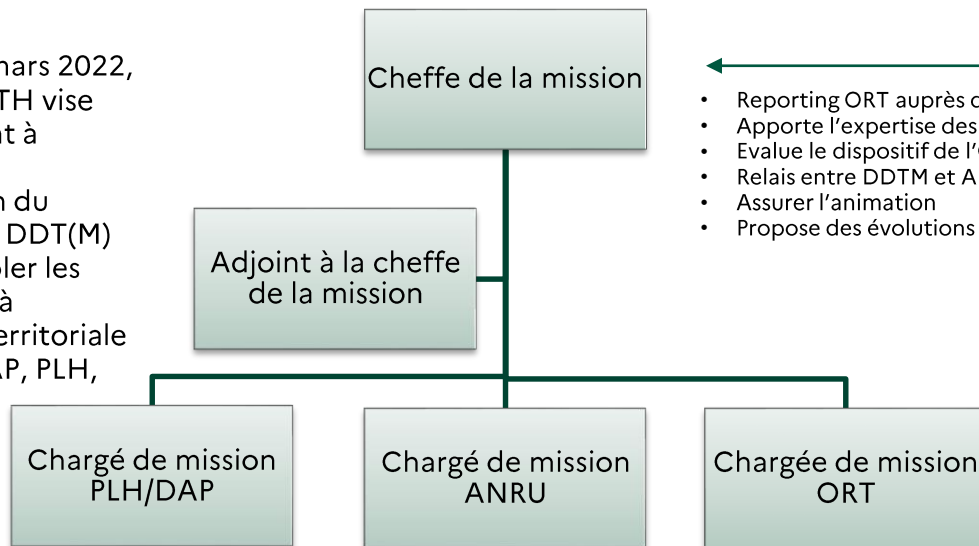 mars 2022,
TH vise
t à
n du
DDT(M)
oler les
à
erritoriale
AP, PLH,
Cheffe de la mission
• Reporting ORT auprès d
• Apporte l'expertise des
• Evalue le dispositif de l'
• Relais entre DDTM et A
• Assurer l'animation
• Propose des évolutions
Adjoint à la cheffe
de la mission
Chargé de mission
PLH/DAP
Chargé de mission
ANRU
Chargée de mission
ORT